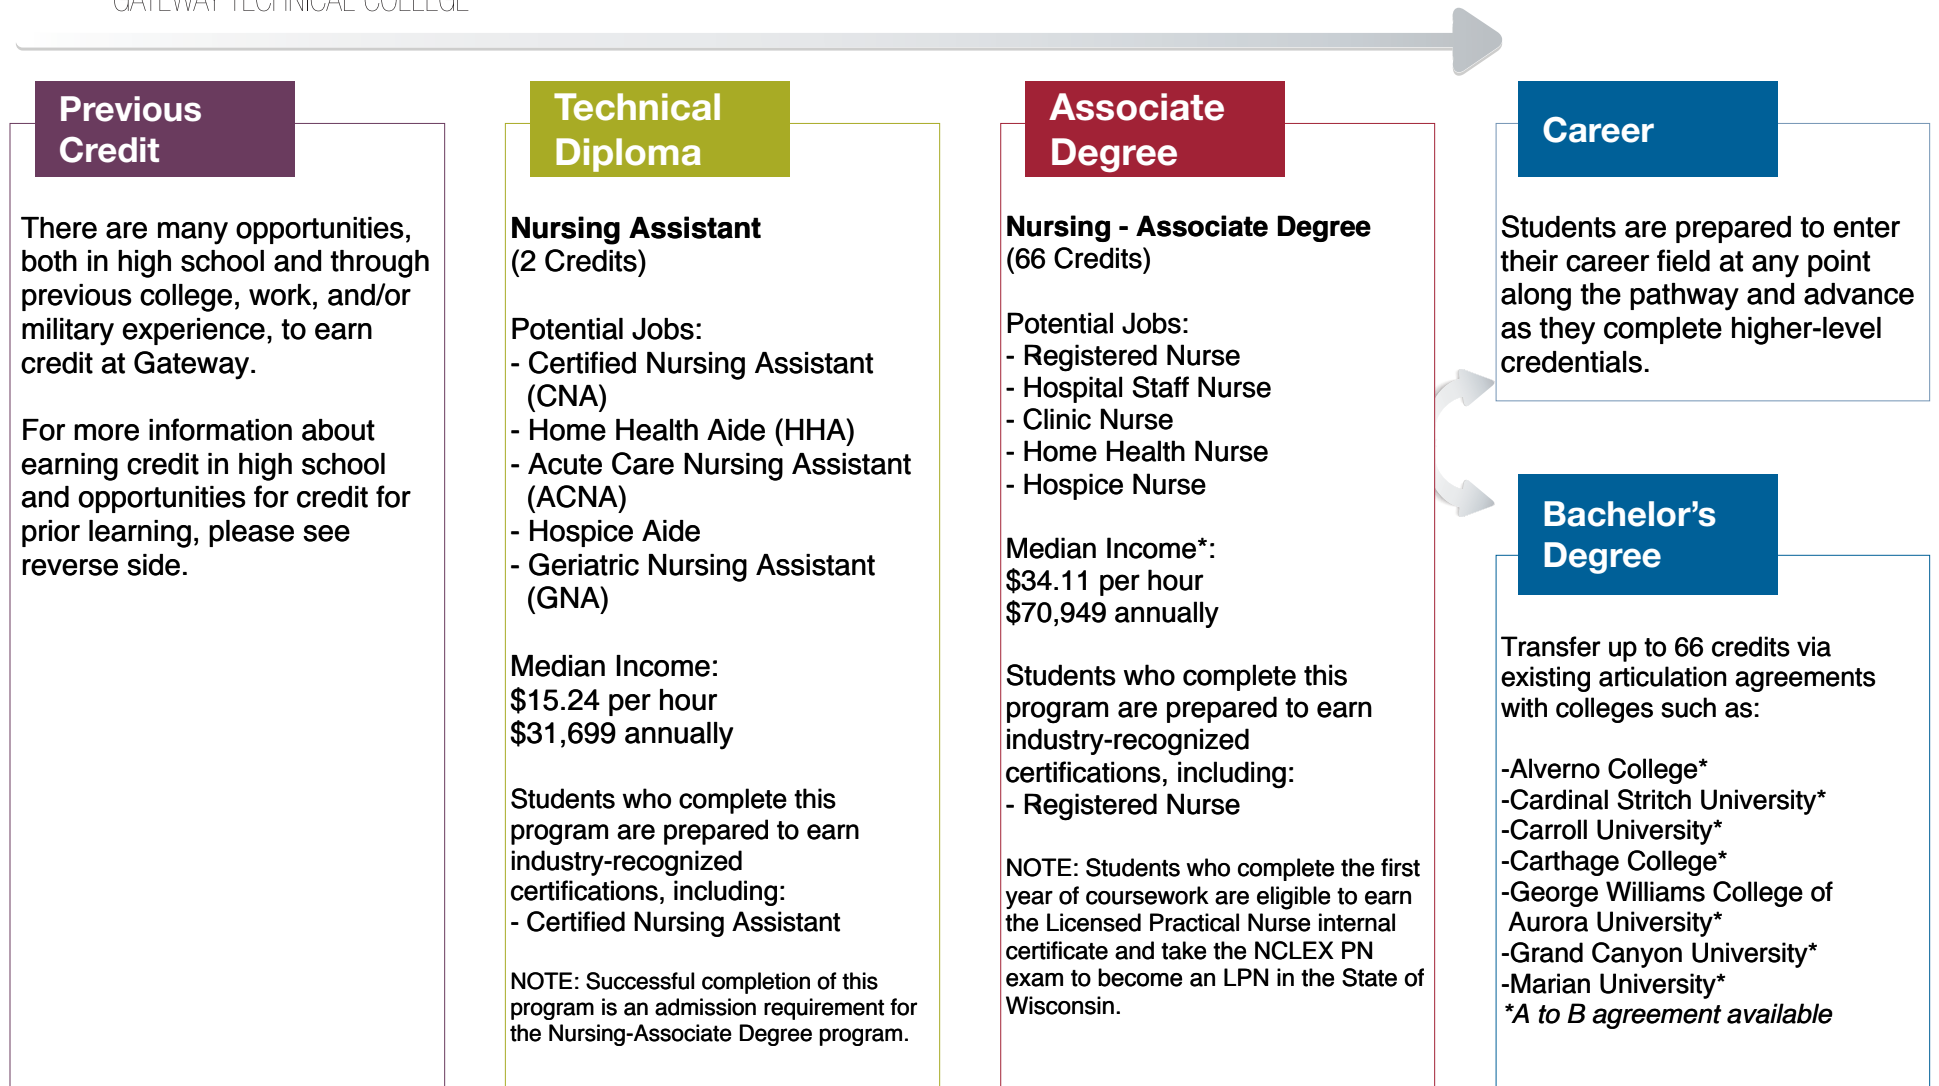 GATEWAY TECHNICAL COLLEGE
Previous
Credit
There are many opportunities,
both in high school and through
previous college, work, and/or
military experience, to earn
credit at Gateway.
For more information about
earning credit in high school
and opportunities for credit for
prior learning, please see
reverse side.
Technical
Diploma
Nursing Assistant
(2 Credits)
Potential Jobs:
- Certified Nursing Assistant
(CNA)
- Home Health Aide (HHA)
- Acute Care Nursing Assistant
(ACNA)
- Hospice Aide
- Geriatric Nursing Assistant
(GNA)
Median Income:
$15.24 per hour
$31,699 annually
Students who complete this
program are prepared to earn
industry-recognized
certifications, including:
- Certified Nursing Assistant
NOTE: Successful completion of this
program is an admission requirement for
the Nursing-Associate Degree program.
Associate
Degree
Nursing - Associate Degree
(66 Credits)
Potential Jobs:
- Registered Nurse
- Hospital Staff Nurse
- Clinic Nurse
- Home Health Nurse
- Hospice Nurse
Median Income*:
$34.11 per hour
$70,949 annually
Students who complete this
program are prepared to earn
industry-recognized
certifications, including:
- Registered Nurse
NOTE: Students who complete the first
year of coursework are eligible to earn
the Licensed Practical Nurse internal
certificate and take the NCLEX PN
exam to become an LPN in the State of
Wisconsin.
Career
Students are prepared to enter
their career field at any point
along the pathway and advance
as they complete higher-level
credentials.
Bachelor’s
Degree
Transfer up to 66 credits via
existing articulation agreements
with colleges such as:
-Alverno College*
-Cardinal Stritch University*
-Carroll University*
-Carthage College*
-George Williams College of
Aurora University*
-Grand Canyon University*
-Marian University*
*A to B agreement available